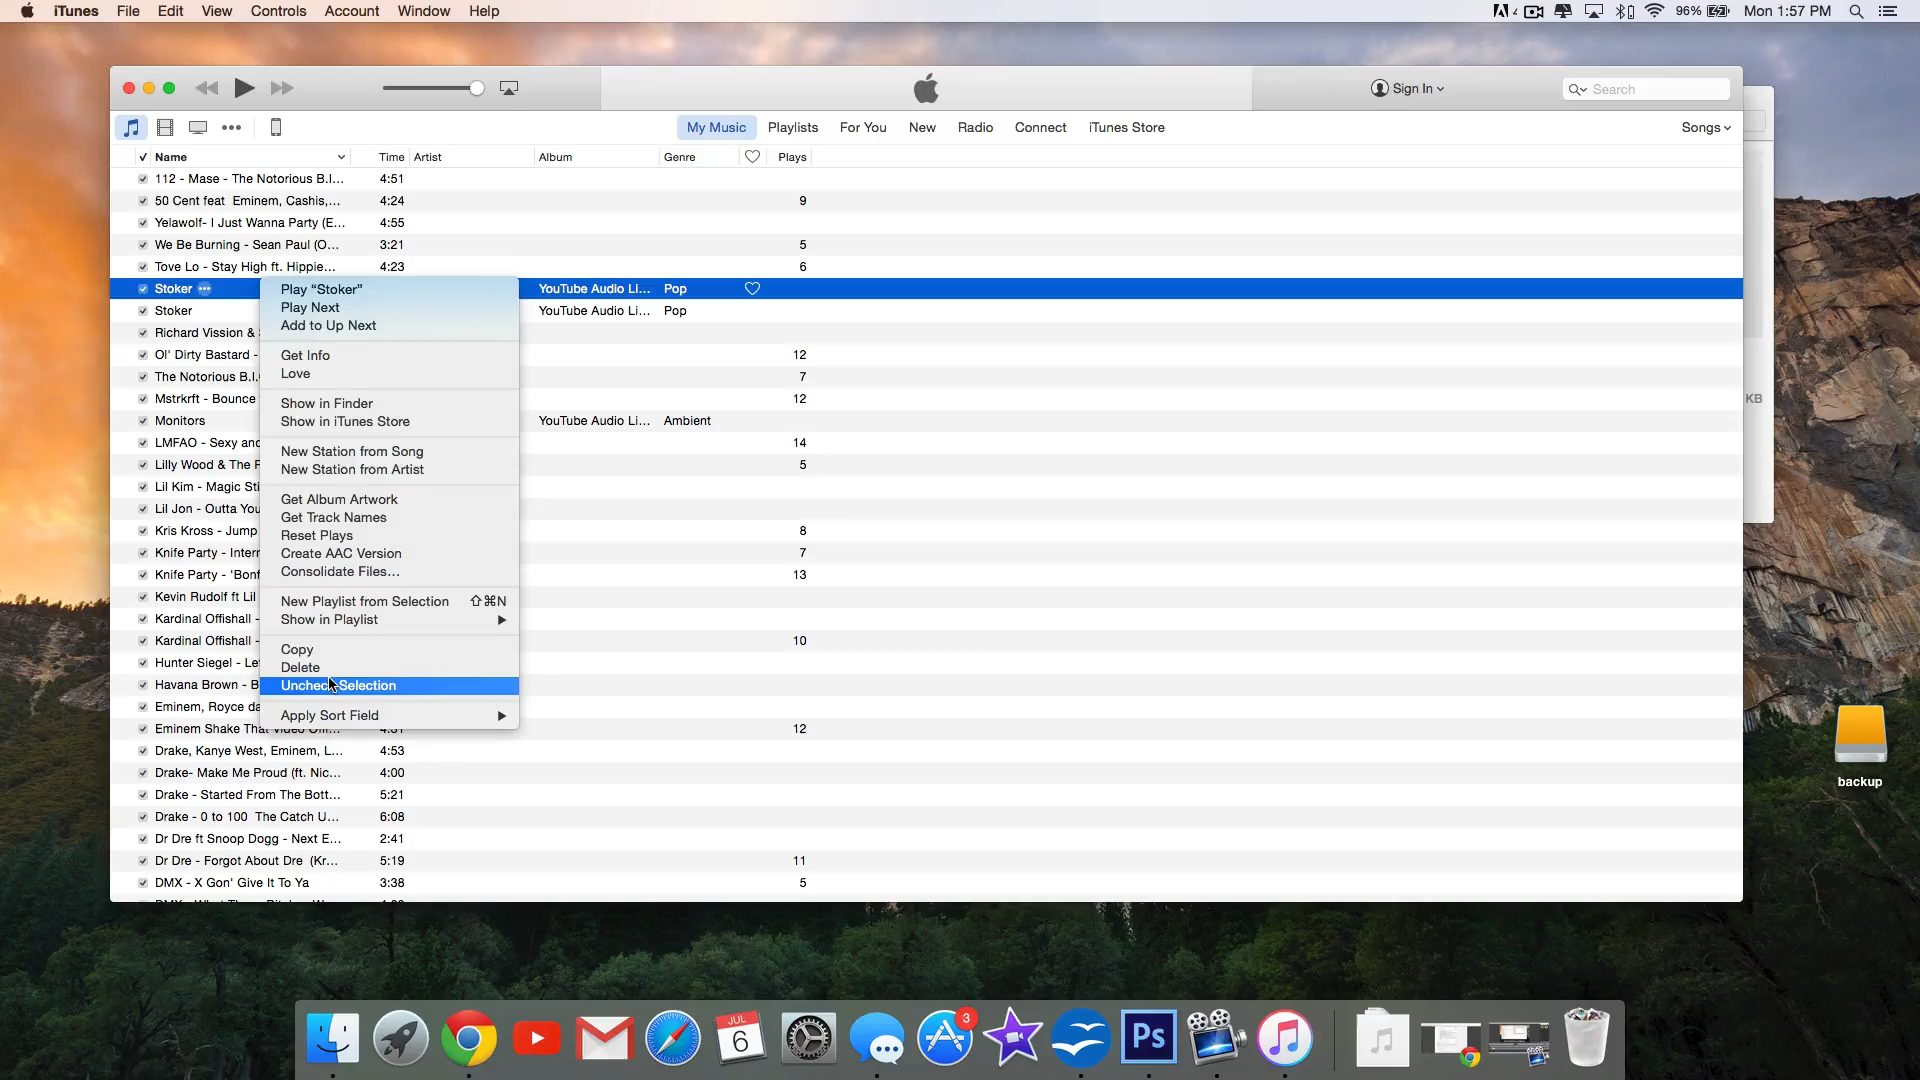 iTunes File Edit View Controls Account Window Help 96% Mon 1:57 PM
Sign In Search
My Music Playlists For You New Radio Connect iTunes Store Songs
✓ Name Time Artist Album Genre Plays
112 - Mase - The Notorious B.I... 4:51
50 Cent feat Eminem, Cashis,... 4:24 9
Yelawolf- I Just Wanna Party (E... 4:55
We Be Burning - Sean Paul (O... 3:21 5
Tove Lo - Stay High ft. Hippie... 4:23 6
Stoker YouTube Audio Li... Pop
Stoker YouTube Audio Li... Pop
Richard Vission &
Ol' Dirty Bastard - 12
The Notorious B.I. 7
Mstrkrft - Bounce 12
Monitors YouTube Audio Li... Ambient
LMFAO - Sexy and 14
Lilly Wood & The 5
Lil Kim - Magic Sti
Lil Jon - Outta You
Kris Kross - Jump 8
Knife Party - Intern 7
Knife Party - 'Bonf 13
Kevin Rudolf ft Lil
Kardinal Offishall -
Kardinal Offishall - 10
Hunter Siegel - Le
Havana Brown - B
Eminem, Royce da
Eminem Shake That Video 12
Drake, Kanye West, Eminem, L... 4:53
Drake- Make Me Proud (ft. Nic... 4:00
Drake - Started From The Bott... 5:21
Drake - 0 to 100 The Catch U... 6:08
Dr Dre ft Snoop Dogg - Next E... 2:41
Dr Dre - Forgot About Dre (Kr... 5:19 11
DMX - X Gon' Give It To Ya 3:38 5
Play “Stoker”
Play Next
Add to Up Next
Get Info
Love
Show in Finder
Show in iTunes Store
New Station from Song
New Station from Artist
Get Album Artwork
Get Track Names
Reset Plays
Create AAC Version
Consolidate Files...
New Playlist from Selection ⇧⌘N
Show in Playlist
Copy
Delete
Uncheck Selection
Apply Sort Field
KB
backup
JUL
6
3
Ps